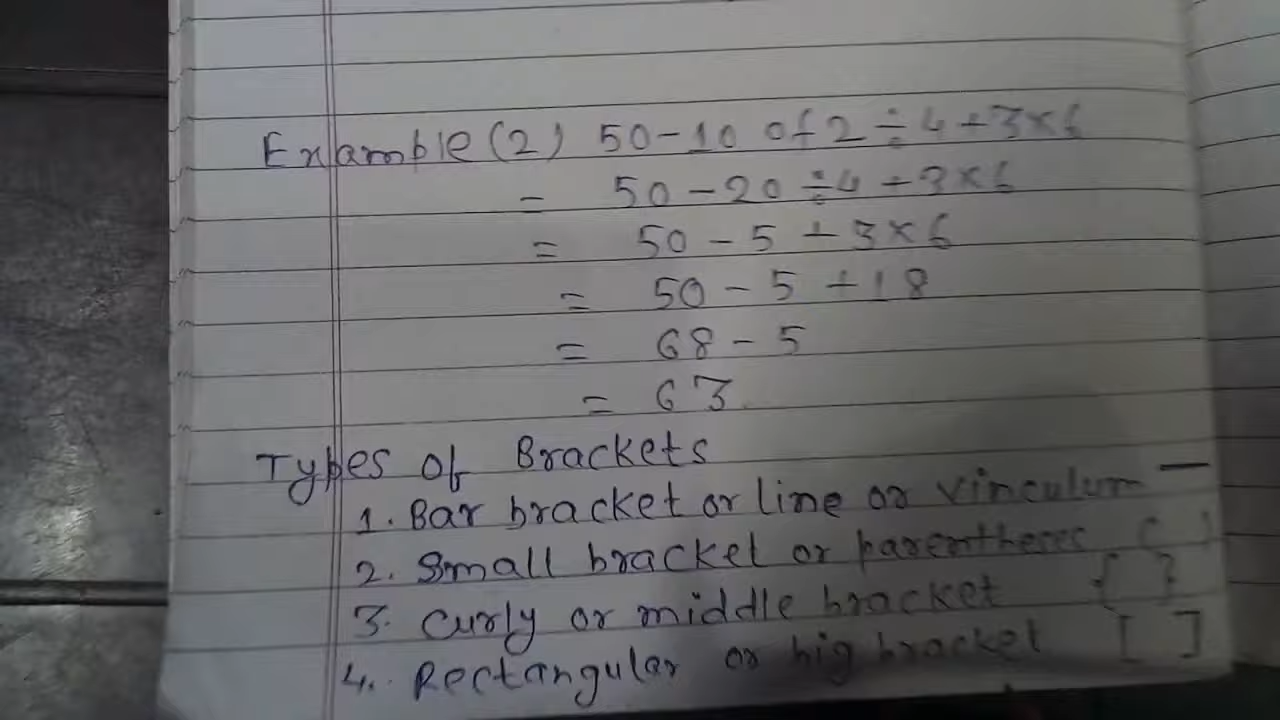 Example (2) 50 - 10 of 2 ÷ 4 + 3 × 6
= 50 - 20 ÷ 4 + 3 × 6
= 50 - 5 + 3 × 6
= 50 - 5 + 18
= 68 - 5
= 63
Types of Brackets
1. Bar bracket or line or vinculum —
2. Small bracket or parentheses ( )
3. Curly or middle bracket { }
4. Rectangular or big bracket [ ]